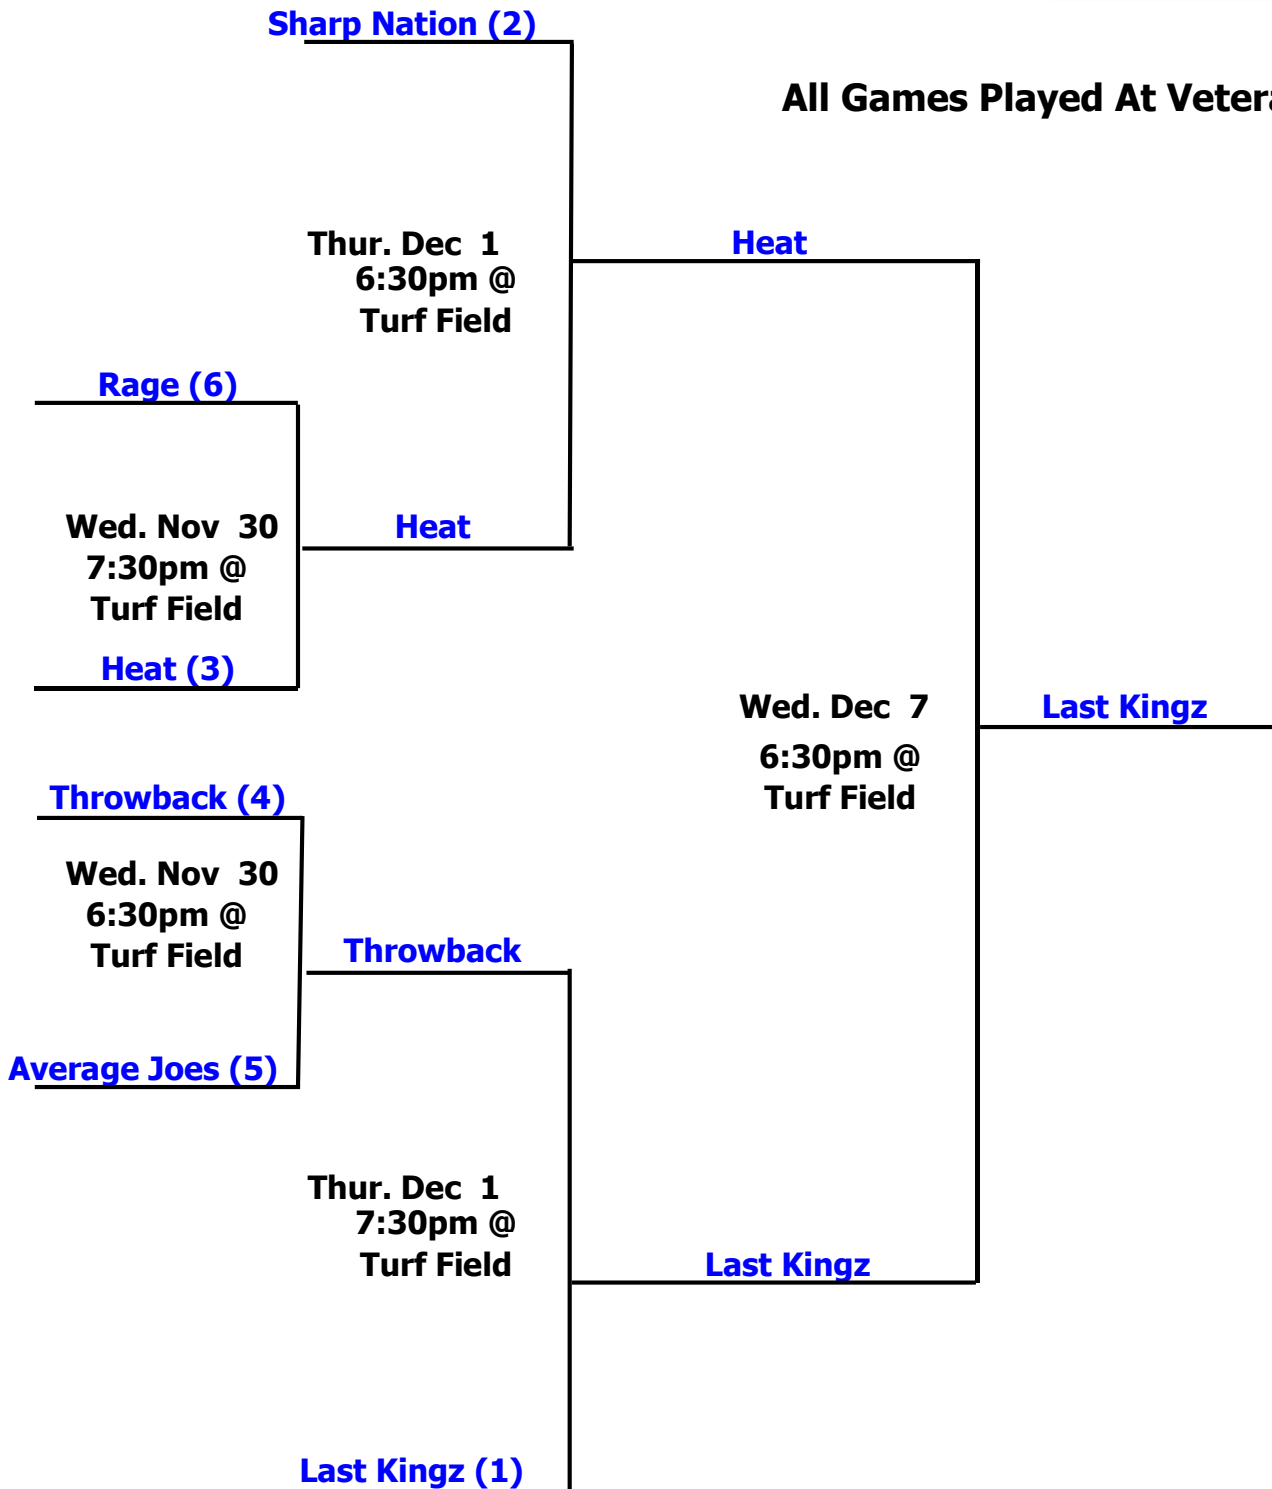 Sharp Nation (2)
All Games Played At
Thur. Dec 1
6:30pm @
Turf Field
Heat
Rage (6)
Wed. Nov 30
7:30pm @
Turf Field
Heat
Heat (3)
Wed. Dec 7
6:30pm @
Turf Field
Last Kingz
Throwback (4)
Wed. Nov 30
6:30pm @
Turf Field
Throwback
Average Joes (5)
Thur. Dec 1
7:30pm @
Turf Field
Last Kingz
Last Kingz (1)